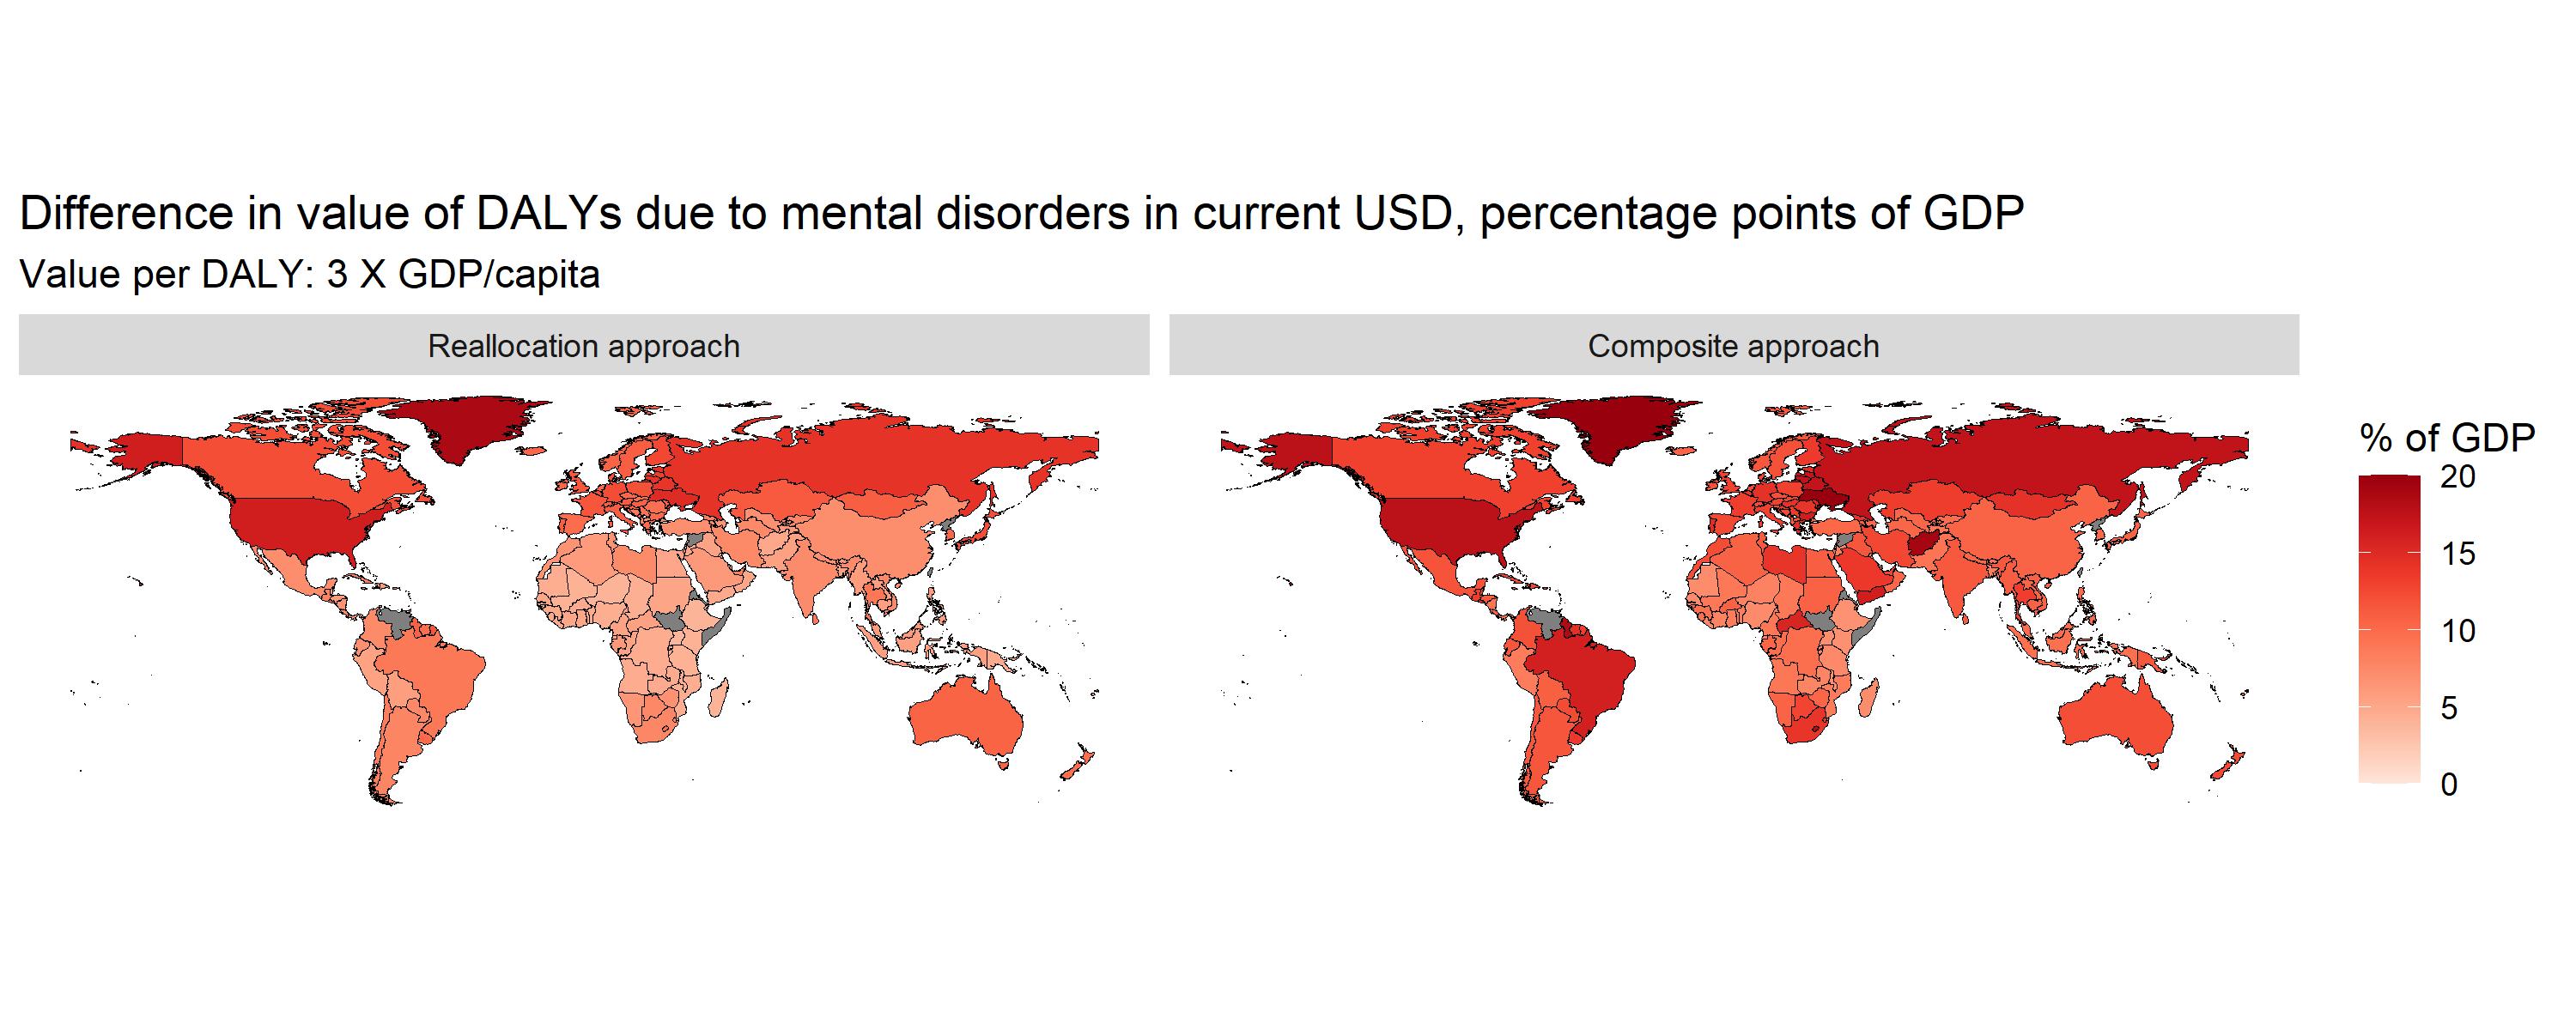 Difference in value of DALYs due to mental disorders in current USD, percentage points of GDP
Value per DALY: 3 X GDP/capita
Reallocation approach
Composite approach
% of GDP
20
15
10
5
0